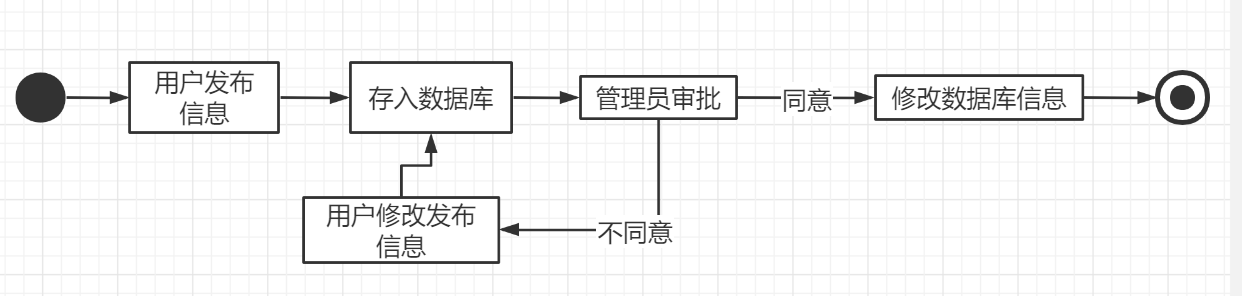 用户发布
信息
存入数据库
管理员审批
同意
修改数据库信息
用户修改发布
信息
不同意